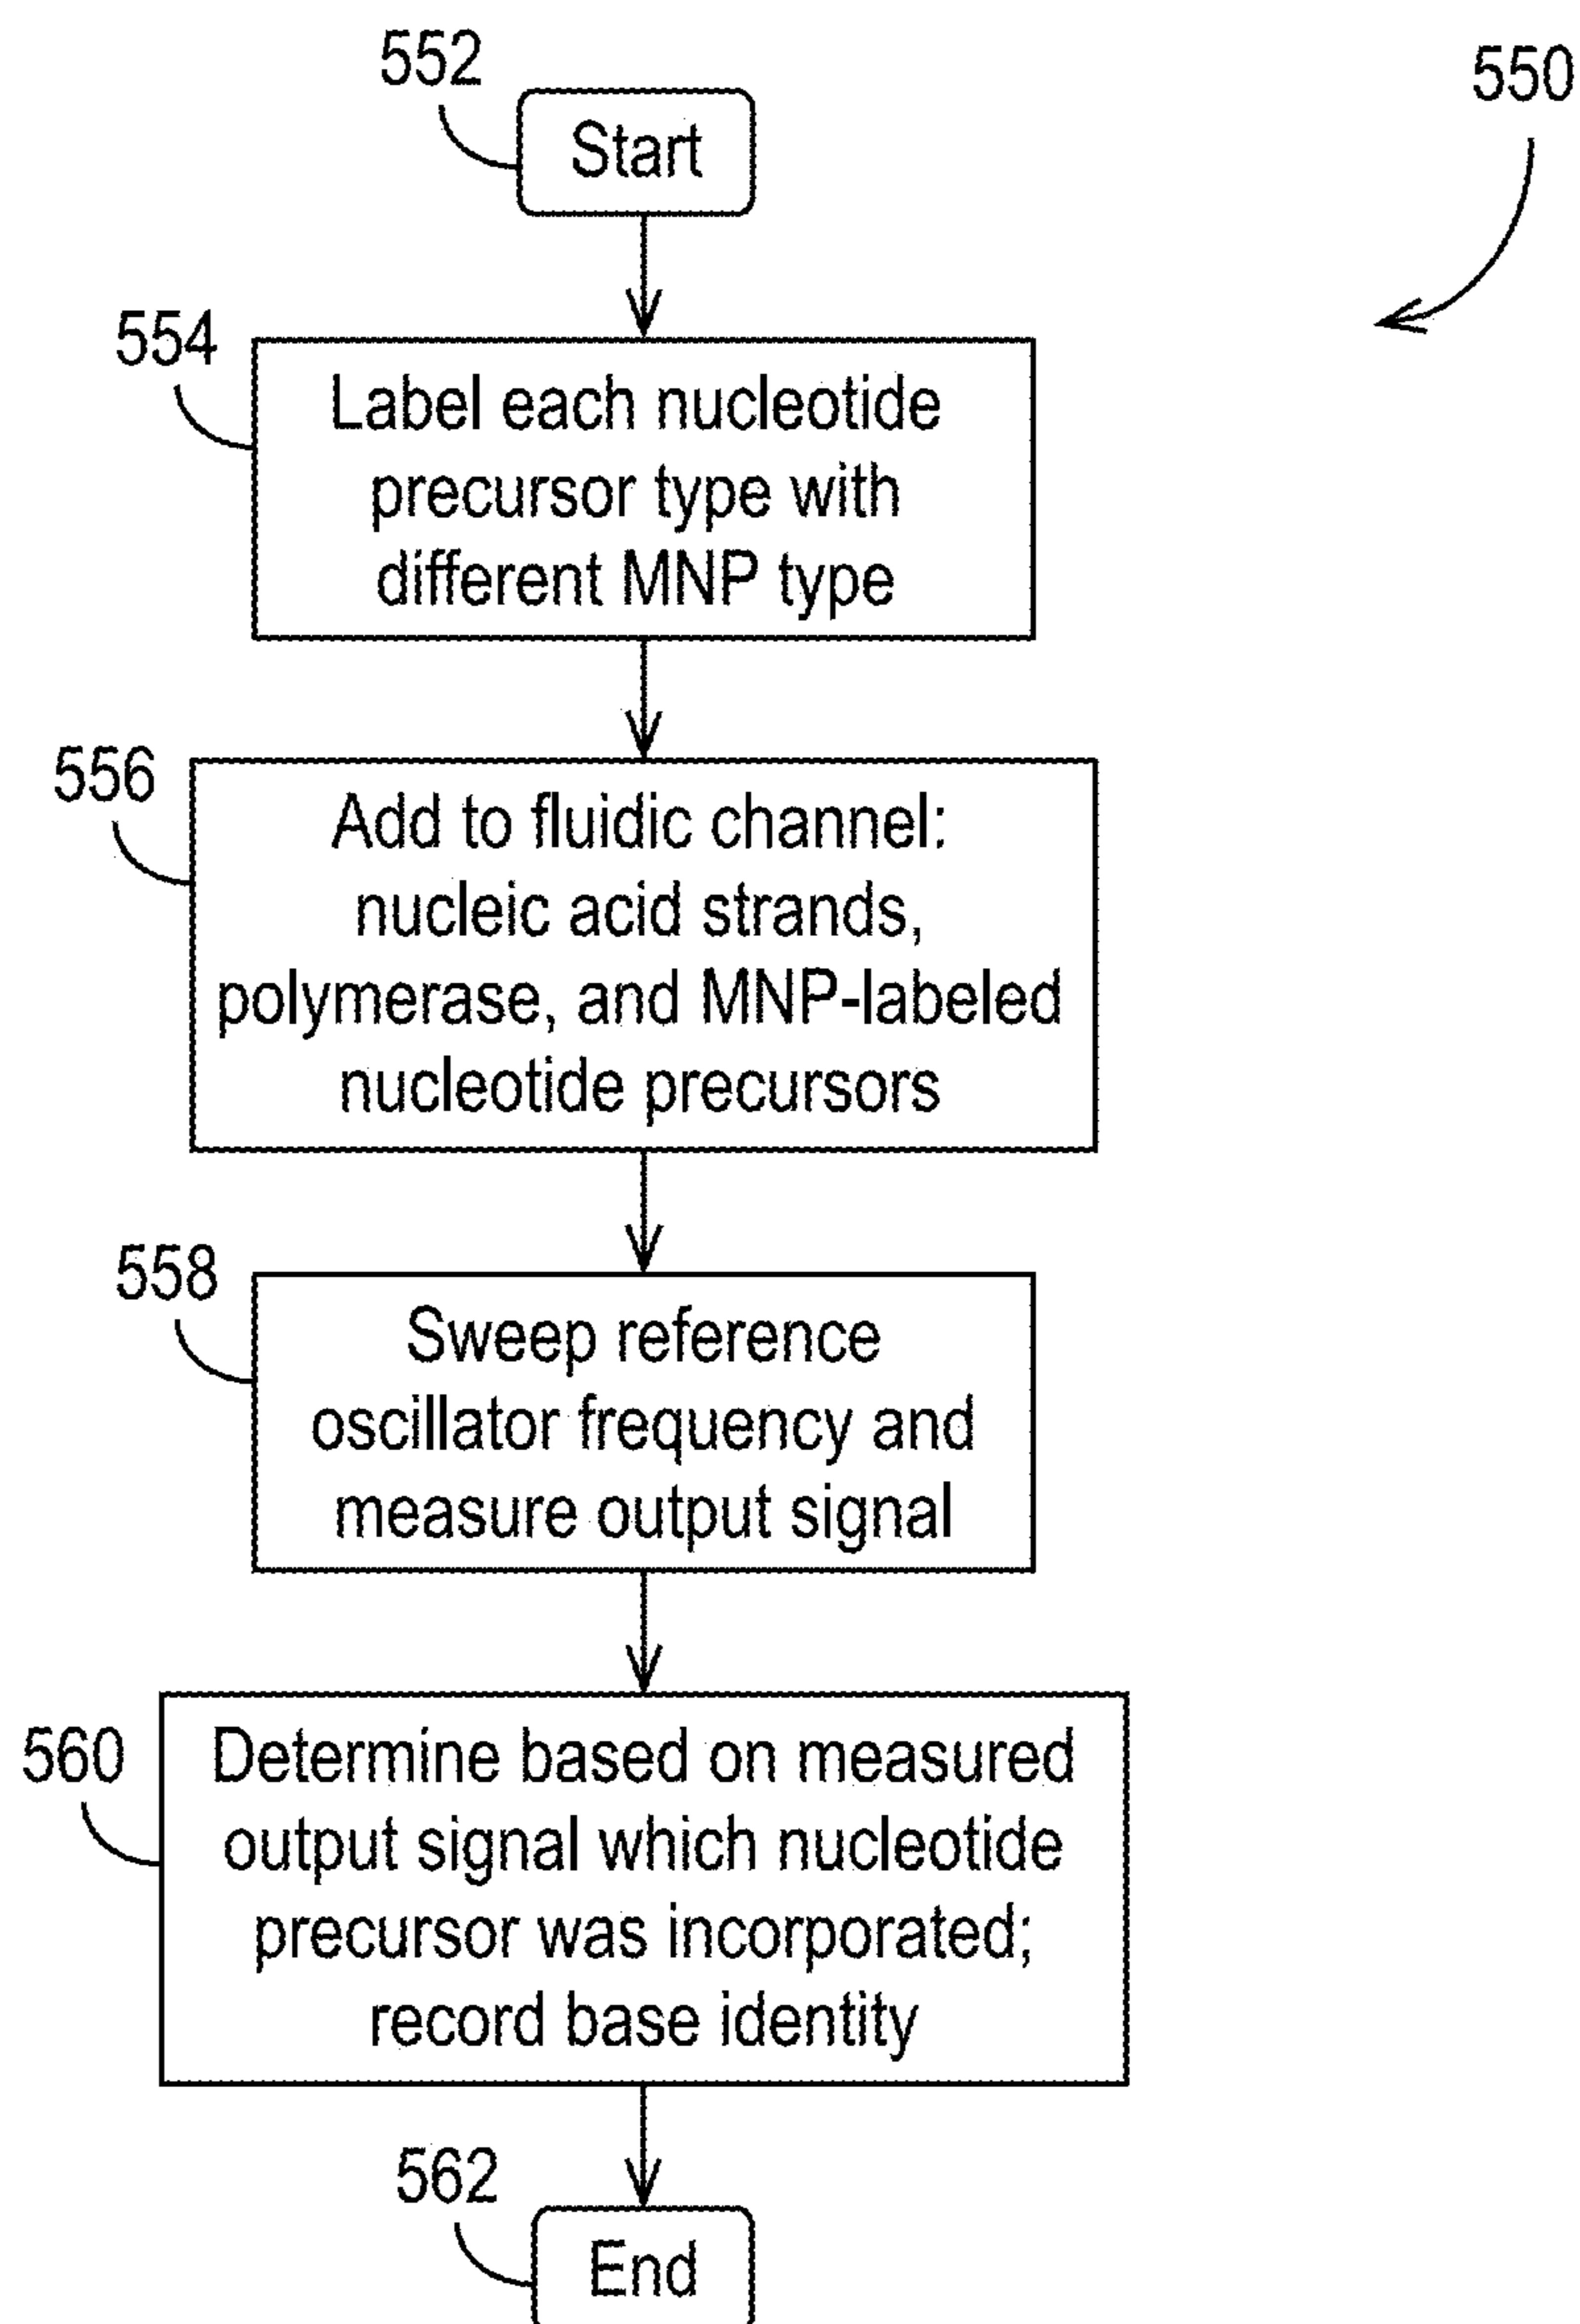 552
Start
550
554
Label each nucleotide
precursor type with
different MNP type
556
Add to fluidic channel:
nucleic acid strands,
polymerase, and MNP-labeled
nucleotide precursors
558
Sweep reference
oscillator frequency and
measure output signal
560
Determine based on measured
output signal which nucleotide
precursor was incorporated;
record base identity
562
End